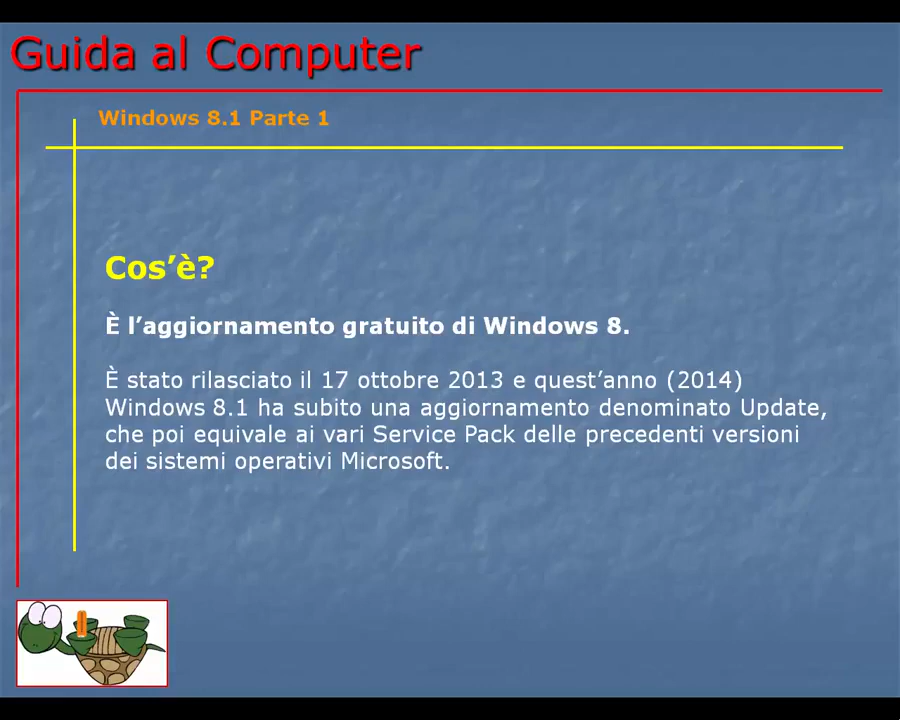 Guida al Computer
Windows 8.1 Parte 1
Cos’è?
È l’aggiornamento gratuito di Windows 8.
È stato rilasciato il 17 ottobre 2013 e quest’anno (2014)
Windows 8.1 ha subito una aggiornamento denominato Update,
che poi equivale ai vari Service Pack delle precedenti versioni
dei sistemi operativi Microsoft.